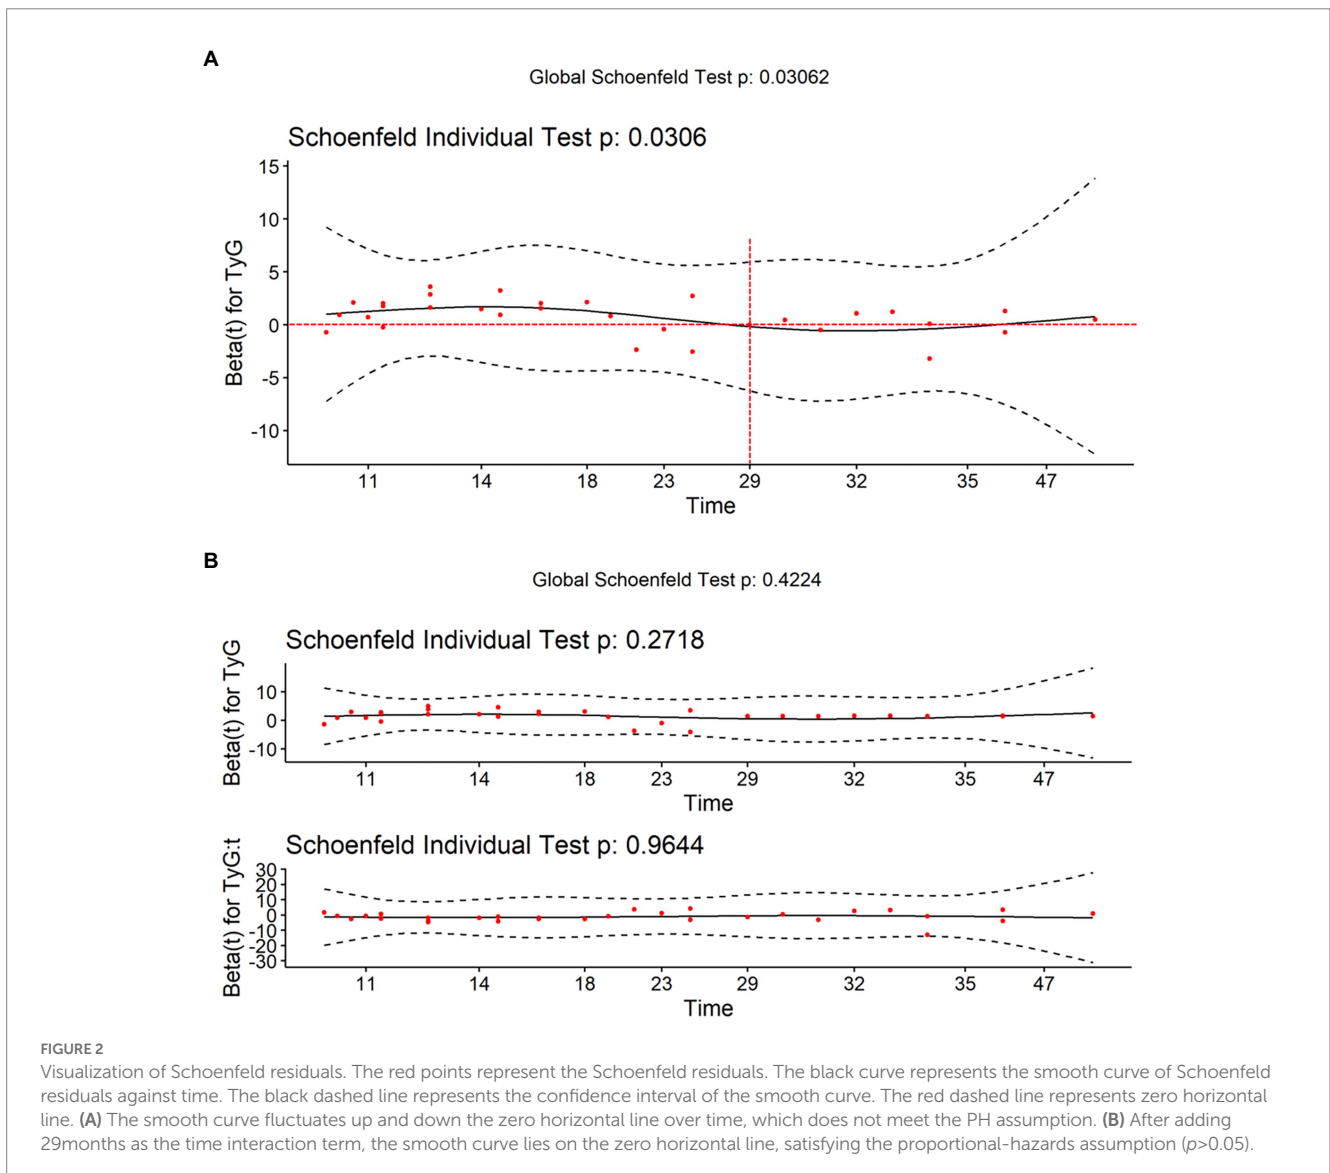 A
Global Schoenfeld Test p: 0.03062
Schoenfeld Individual Test p: 0.0306
Beta(t) for TyG
15
10
5
0
-5
-10
11 14 18 23 29 32 35 47
Time
B
Global Schoenfeld Test p: 0.4224
Schoenfeld Individual Test p: 0.2718
Beta(t) for TyG
10
0
-10
11 14 18 23 29 32 35 47
Time
Schoenfeld Individual Test p: 0.9644
Beta(t) for TyG:t
30
20
10
0
-10
-20
-30
11 14 18 23 29 32 35 47
Time
FIGURE 2
Visualization of Schoenfeld residuals. The red points represent the Schoenfeld residuals. The black curve represents the smooth curve of Schoenfeld
residuals against time. The black dashed line represents the confidence interval of the smooth curve. The red dashed line represents zero horizontal
line. (A) The smooth curve fluctuates up and down the zero horizontal line over time, which does not meet the PH assumption. (B) After adding
29months as the time interaction term, the smooth curve lies on the zero horizontal line, satisfying the proportional-hazards assumption (p>0.05).